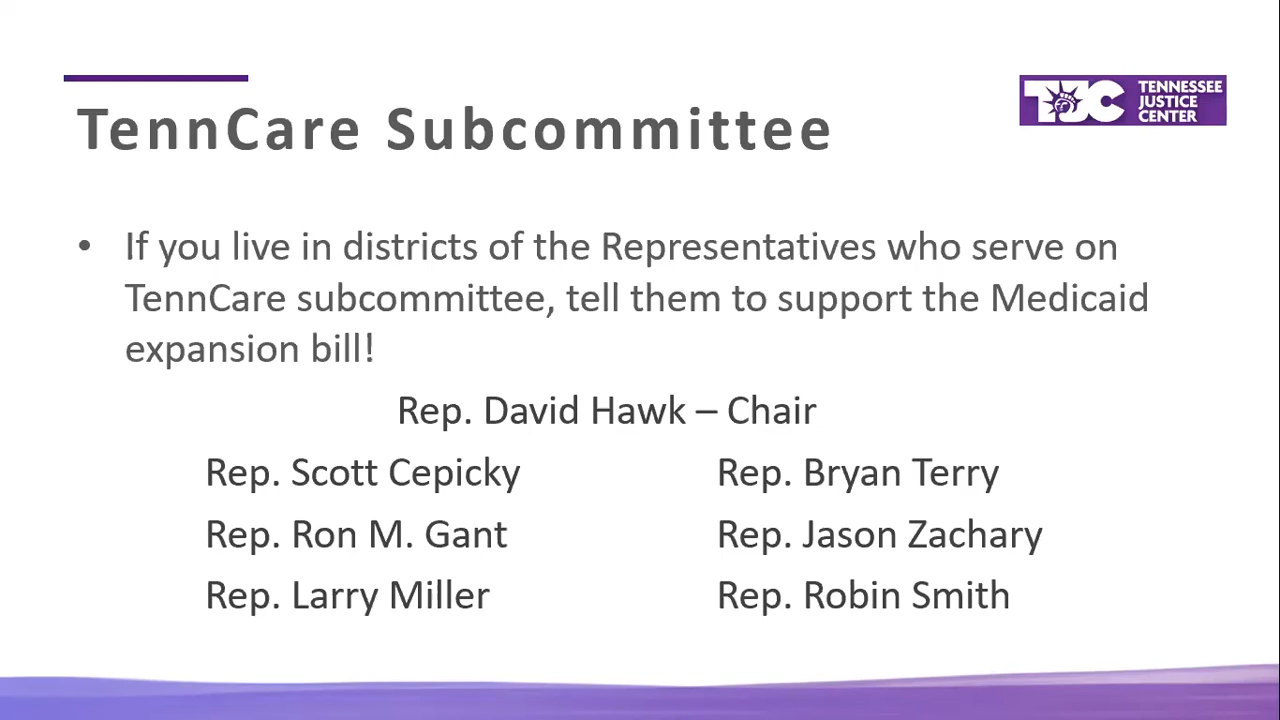 TJC TENNESSEE
JUSTICE
CENTER
TennCare Subcommittee
• If you live in districts of the Representatives who serve on
TennCare subcommittee, tell them to support the Medicaid
expansion bill!
Rep. David Hawk – Chair
Rep. Scott Cepicky
Rep. Bryan Terry
Rep. Ron M. Gant
Rep. Jason Zachary
Rep. Larry Miller
Rep. Robin Smith